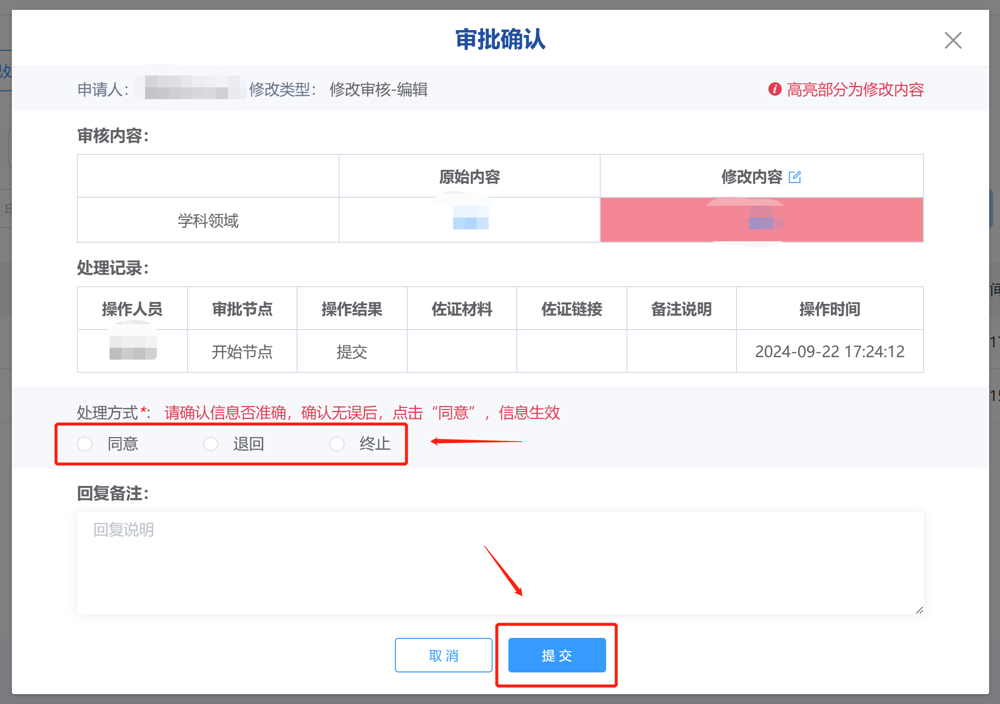 审批确认
申请人： 修改类型： 修改审核-编辑 高亮部分为修改内容
审核内容：
原始内容 修改内容
学科领域
处理记录：
操作人员 审批节点 操作结果 佐证材料 佐证链接 备注说明 操作时间
开始节点 提交 2024-09-22 17:24:12
处理方式*： 请确认信息否准确，确认无误后，点击“同意”，信息生效
同意 退回 终止
回复备注：
回复说明
取消 提交